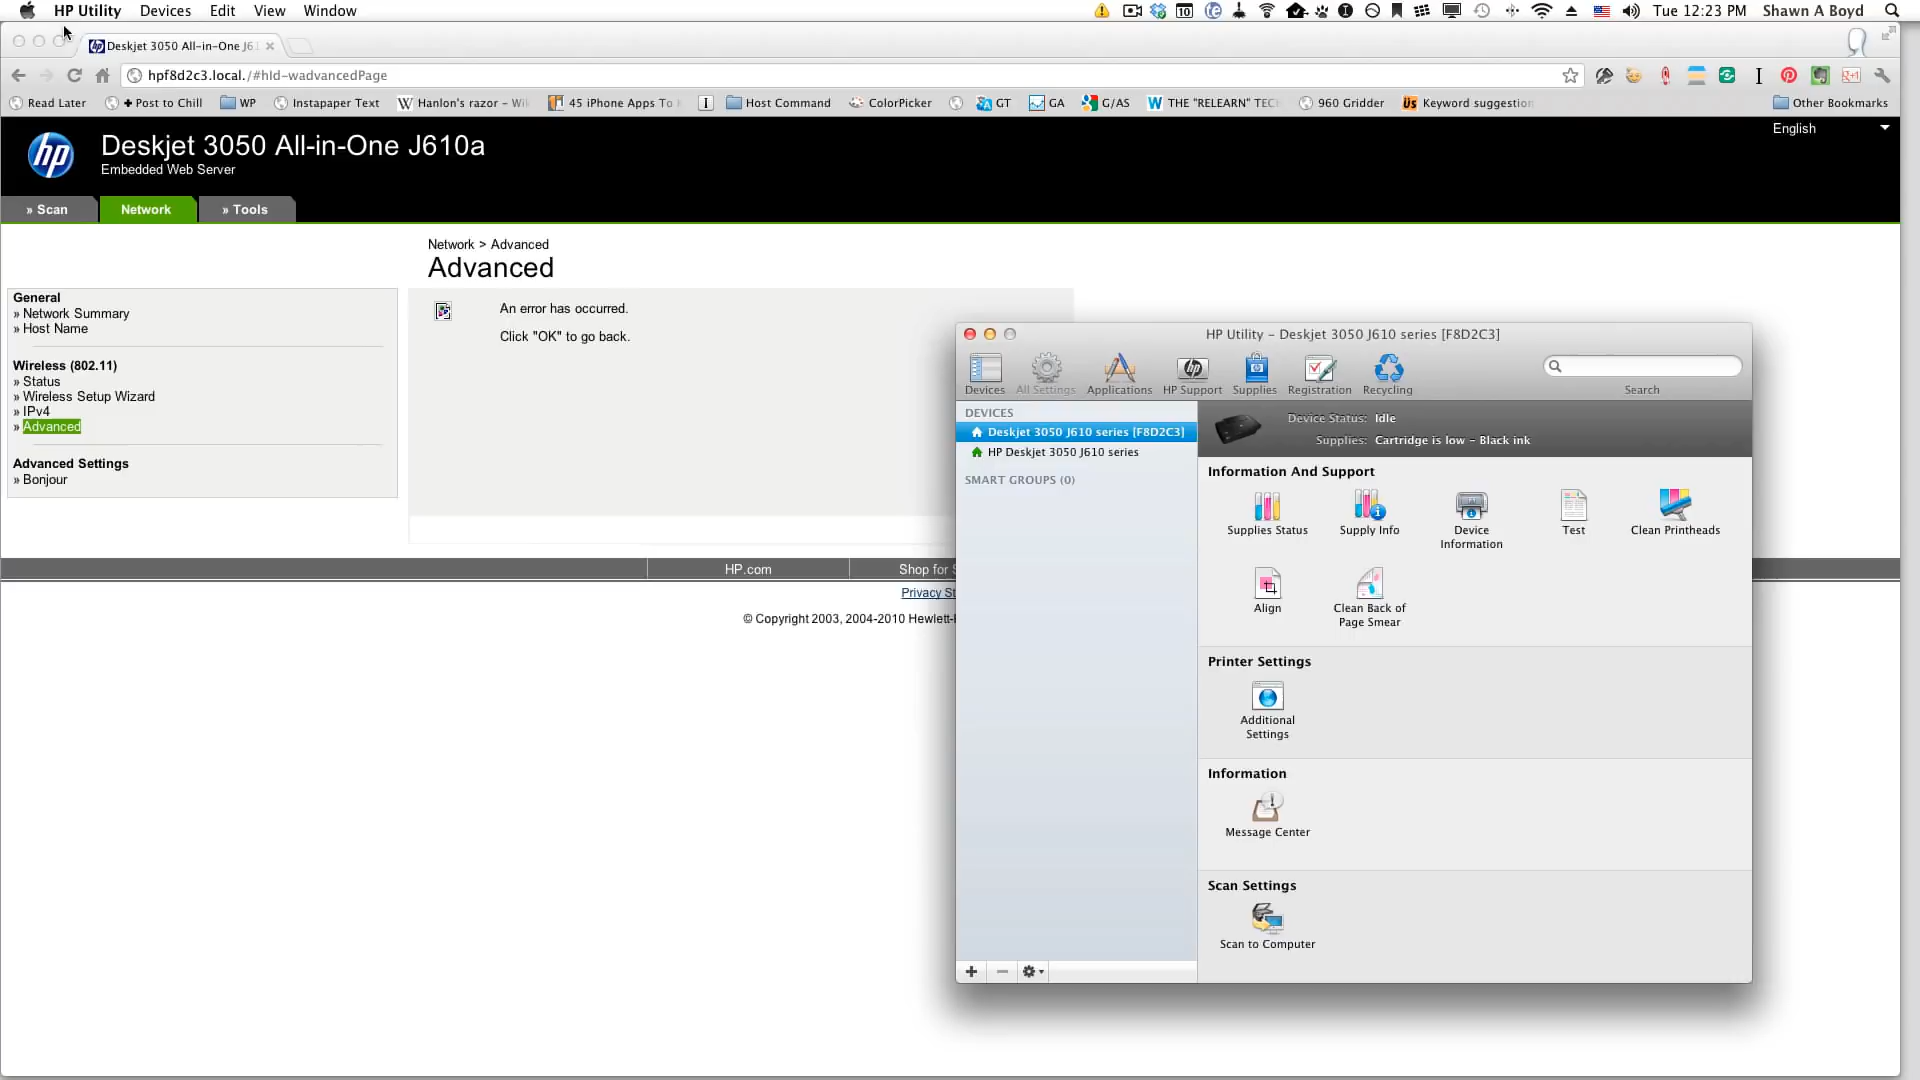 HP Utility Devices Edit View Window
10
Tue 12:23 PM Shawn A Boyd
hp Deskjet 3050 All-in-One J61
hpf8d2c3.local./#hId-wadvancedPage
Read Later
+ Post to Chill
WP
Instapaper Text
W Hanlon's razor – Wi
45 iPhone Apps To
I
Host Command
ColorPicker
GT
GA
G/AS
W THE "RELEARN" TEC
960 Gridder
Us Keyword suggestion
Other Bookmarks
hp
Deskjet 3050 All-in-One J610a
Embedded Web Server
English
» Scan
Network
» Tools
Network > Advanced
Advanced
General
» Network Summary
» Host Name
Wireless (802.11)
» Status
» Wireless Setup Wizard
» IPv4
» Advanced
Advanced Settings
» Bonjour
An error has occurred.
Click "OK" to go back.
HP.com
Shop for
Privacy St
© Copyright 2003, 2004-2010 Hewlett-
HP Utility – Deskjet 3050 J610 series [F8D2C3]
Devices
All Settings
Applications
HP Support
Supplies
Registration
Recycling
Search
DEVICES
Deskjet 3050 J610 series [F8D2C3]
HP Deskjet 3050 J610 series
SMART GROUPS (0)
Device Status: Idle
Supplies: Cartridge is low – Black ink
Information And Support
Supplies Status
Supply Info
Device
Information
Test
Clean Printheads
Align
Clean Back of
Page Smear
Printer Settings
Additional
Settings
Information
Message Center
Scan Settings
Scan to Computer